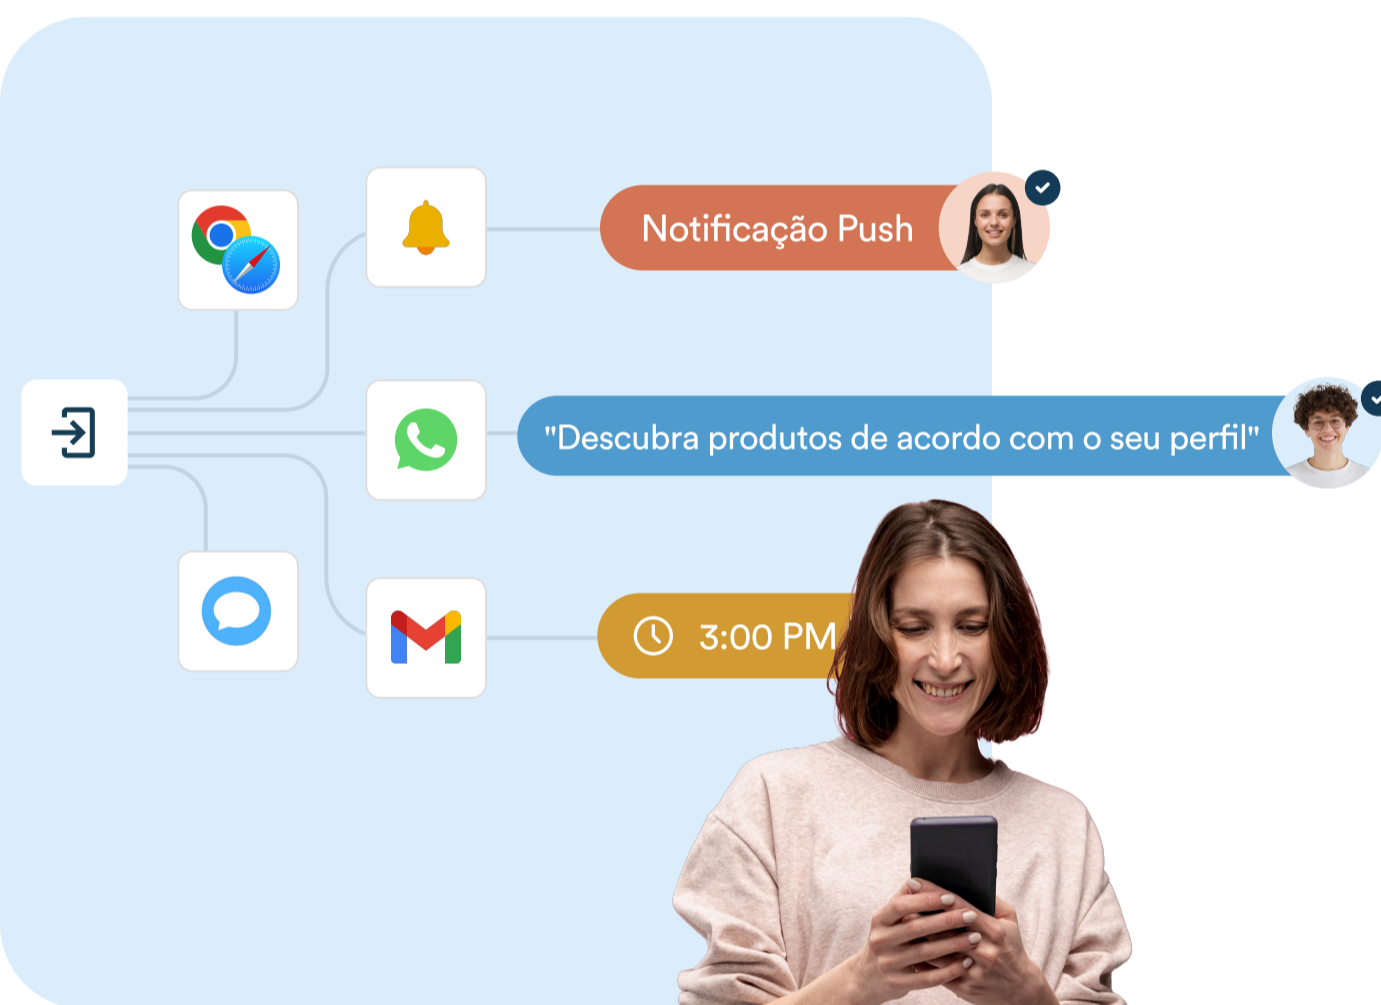 Notificação Push
"Descubra produtos de acordo com o seu perfil"
3:00 PM